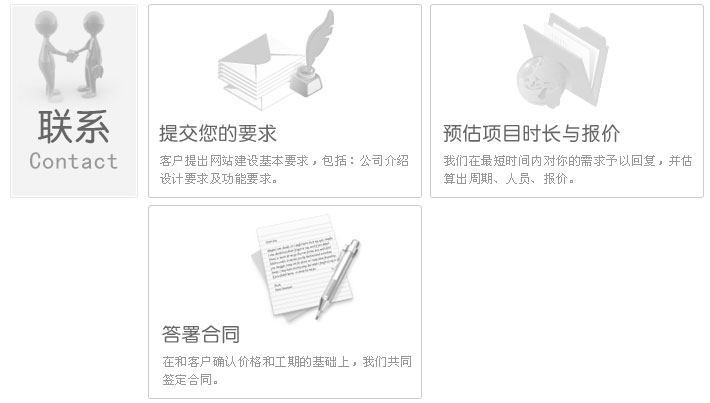 联系
Contact
提交您的要求
客户提出网站建设基本要求，包括：公司介绍
设计要求及功能要求。
预估项目时长与报价
我们在最短时间内对你的需求予以回复，并估
算出周期、人员、报价。
答署合同
在和客户确认价格和工期的基础上，我们共同
签定合同。